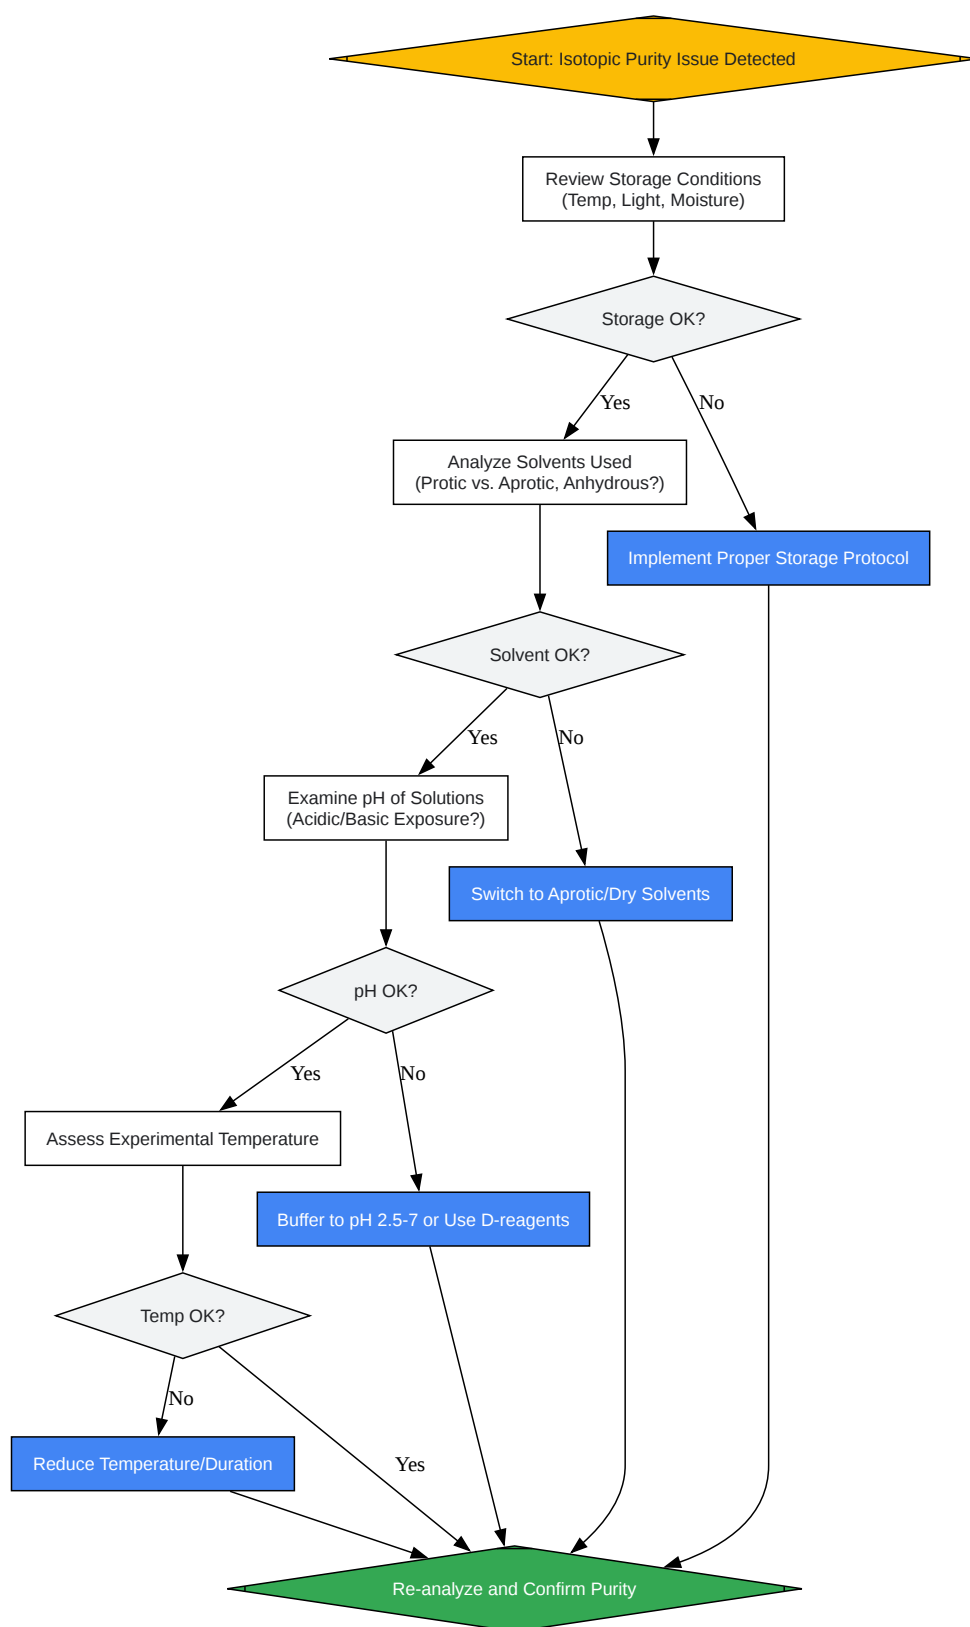 Start: Isotopic Purity Issue Detected
Review Storage Conditions
(Temp, Light, Moisture)
Storage OK?
Yes
No
Analyze Solvents Used
(Protic vs. Aprotic, Anhydrous?)
Implement Proper Storage Protocol
Solvent OK?
Yes
No
Examine pH of Solutions
(Acidic/Basic Exposure?)
Switch to Aprotic/Dry Solvents
pH OK?
Yes
No
Assess Experimental Temperature
Buffer to pH 2.5-7 or Use D-reagents
Temp OK?
No
Yes
Reduce Temperature/Duration
Re-analyze and Confirm Purity